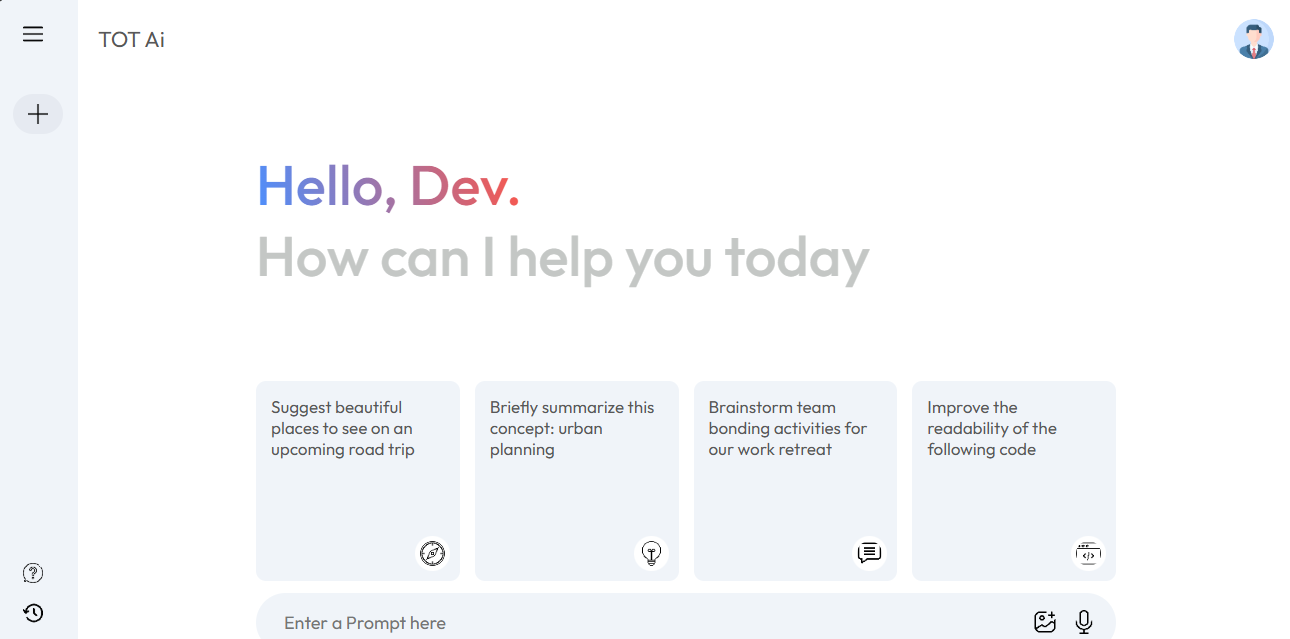 TOT Ai
Hello, Dev.
How can I help you today
Suggest beautiful
places to see on an
upcoming road trip
Briefly summarize this
concept: urban
planning
Brainstorm team
bonding activities for
our work retreat
Improve the
readability of the
following code
Enter a Prompt here